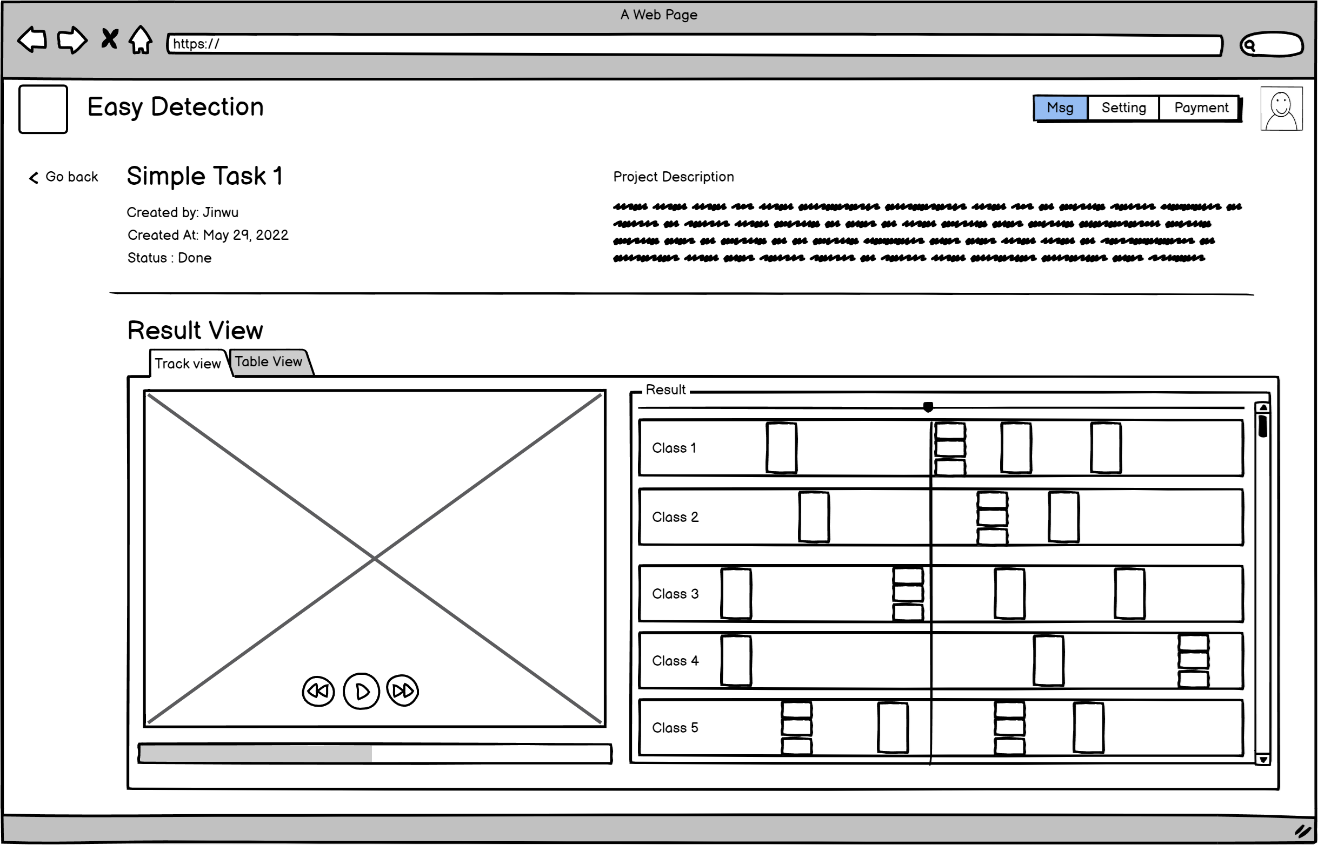 A Web Page
https://
Easy Detection
Msg Setting Payment
Go back
Simple Task 1
Created by: Jinwu
Created At: May 29, 2022
Status : Done
Project Description
Result View
Track view Table View
Result
Class 1
Class 2
Class 3
Class 4
Class 5